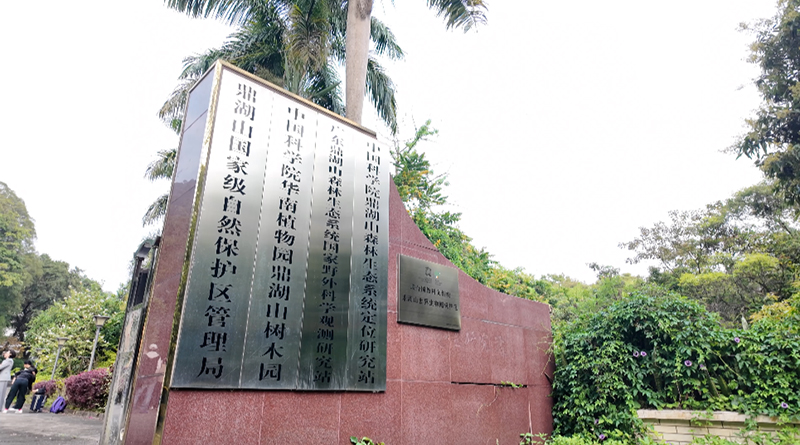 鼎湖山国家级自然保护区管理局
中国科学院华南植物园鼎湖山树木园
广东鼎湖山森林生态系统国家野外科学观测研究站
中国科学院鼎湖山森林生态系统定位研究站